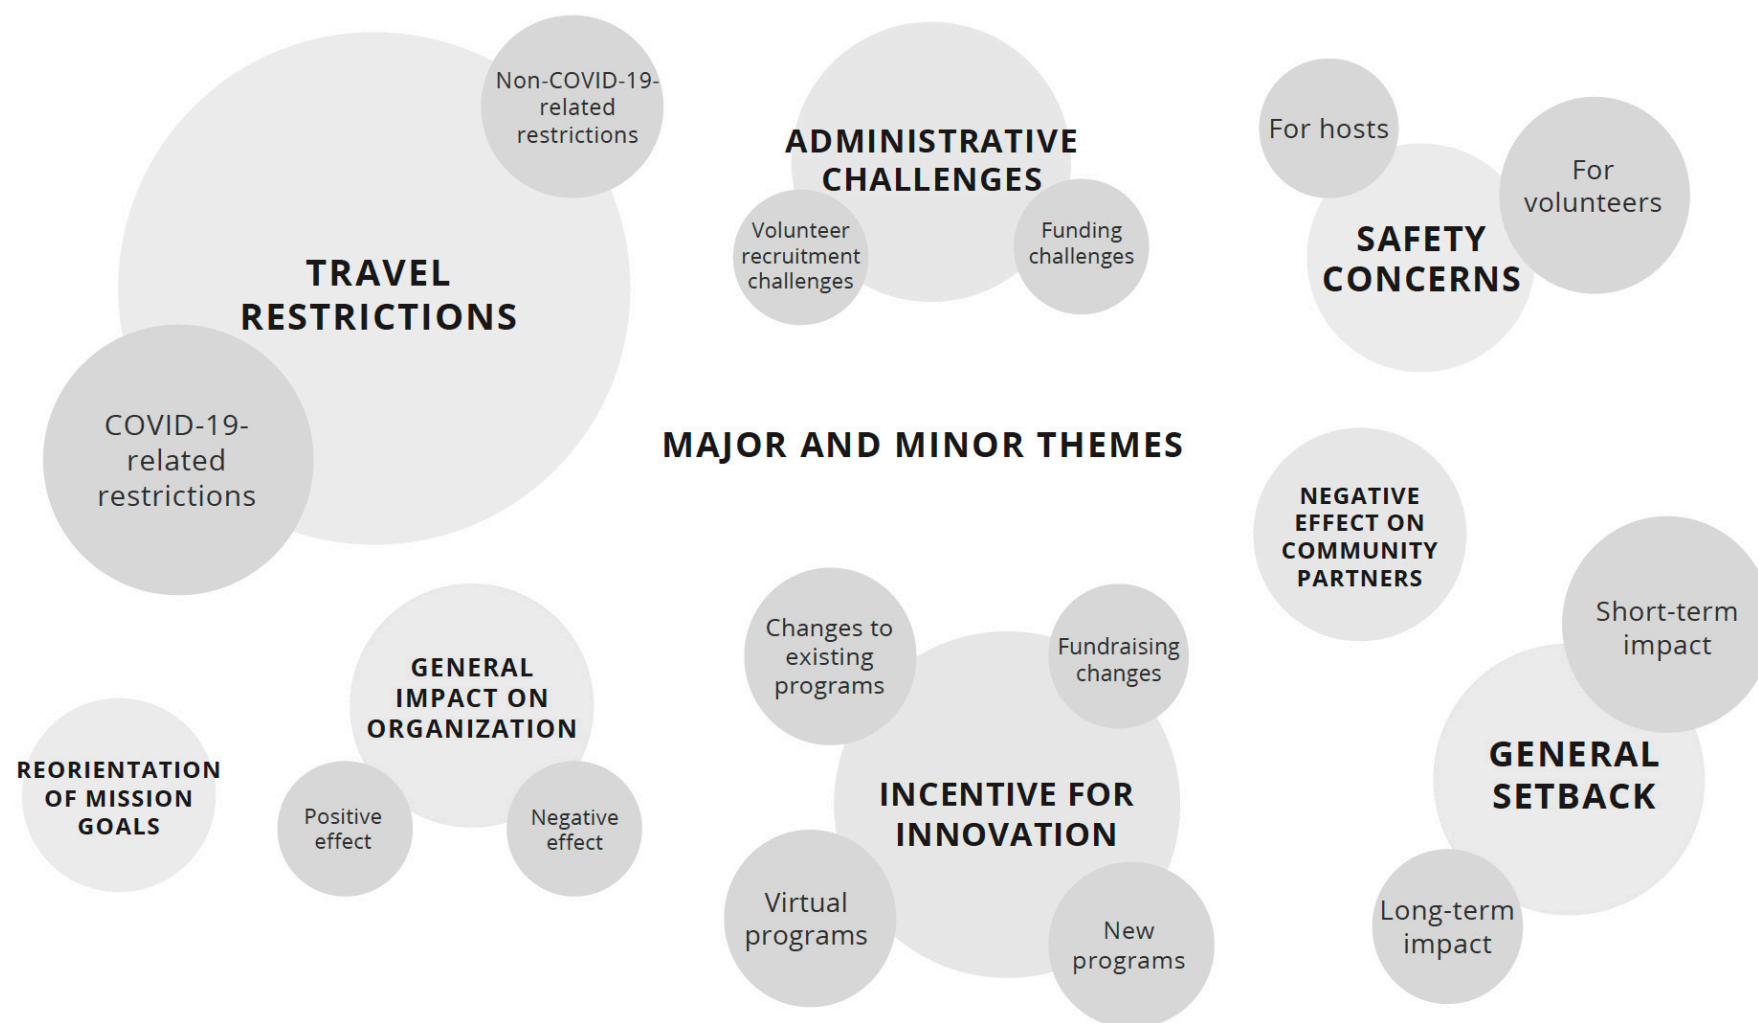 Non-COVID-19-
related
restrictions
TRAVEL
RESTRICTIONS
COVID-19-
related
restrictions
ADMINISTRATIVE
CHALLENGES
Volunteer
recruitment
challenges
Funding
challenges
For hosts
For
volunteers
SAFETY
CONCERNS
MAJOR AND MINOR THEMES
NEGATIVE
EFFECT ON
COMMUNITY
PARTNERS
REORIENTATION
OF MISSION
GOALS
GENERAL
IMPACT ON
ORGANIZATION
Positive
effect
Negative
effect
Changes to
existing
programs
Fundraising
changes
INCENTIVE FOR
INNOVATION
Virtual
programs
New
programs
Short-term
impact
GENERAL
SETBACK
Long-term
impact